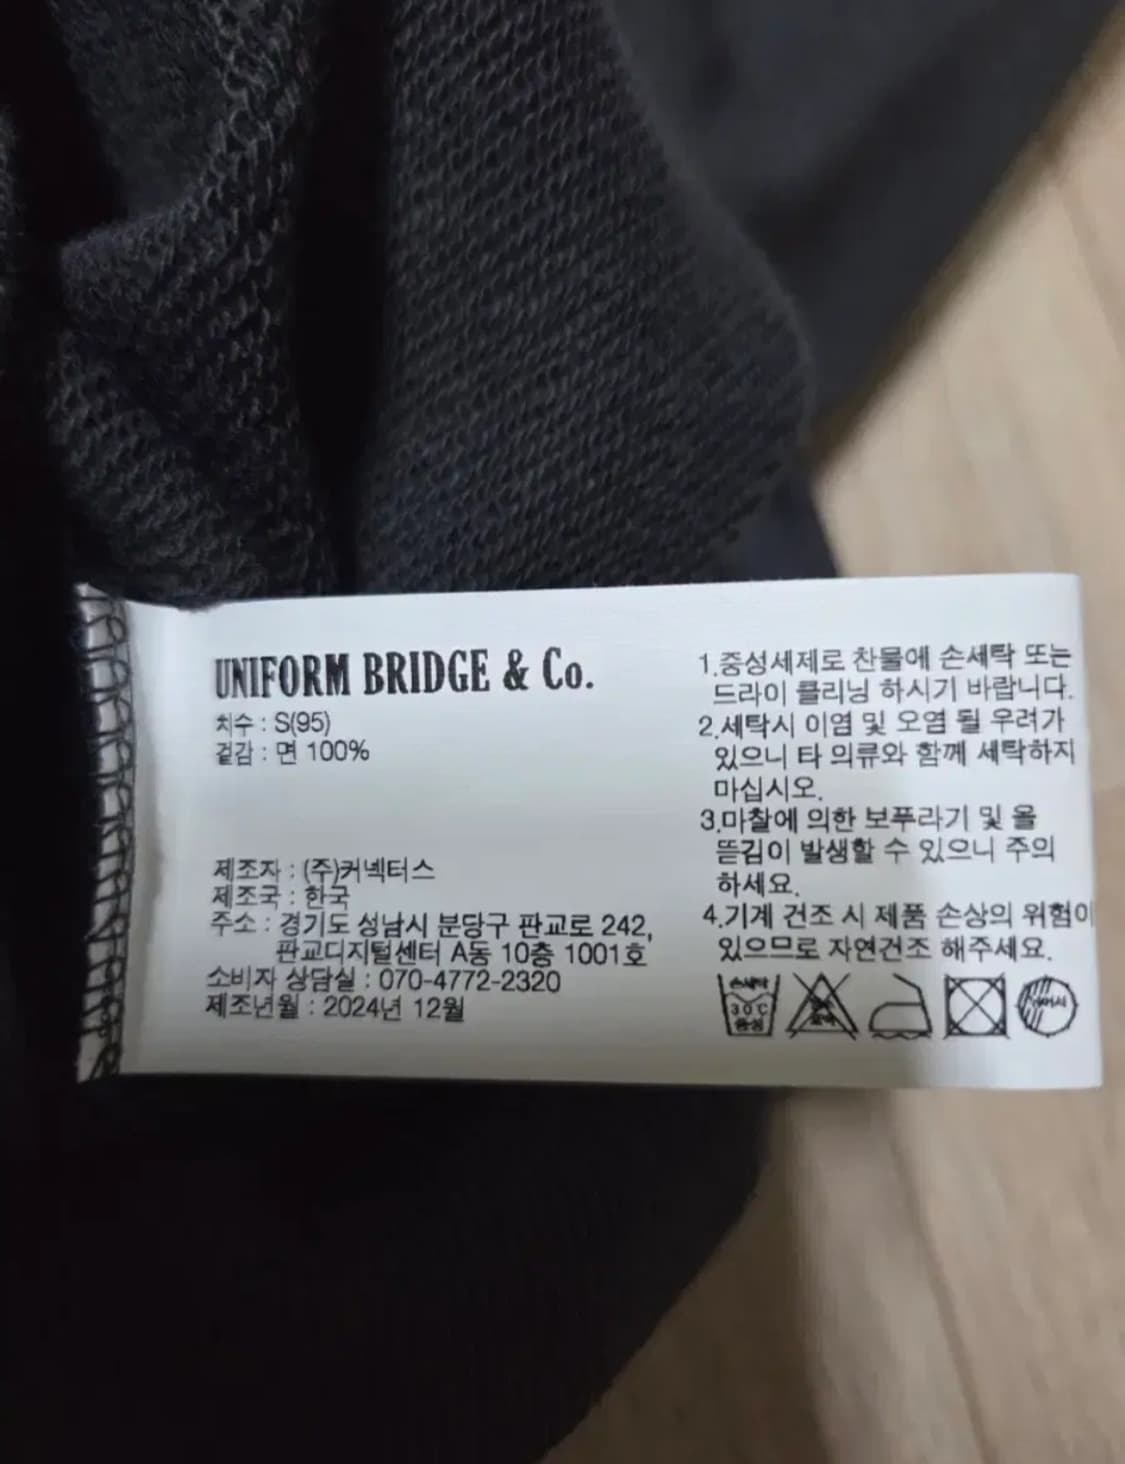 UNIFORM BRIDGE & Co.
치수 : S(95)
겉감 : 면 100%
제조자 : (주)커넥터스
제조국 : 한국
주소 : 경기도 성남시 분당구 판교로 242,
판교디지털센터 A동 10층 1001호
소비자 상담실 : 070-4772-2320
제조년월 : 2024년 12월
1.중성세제로 찬물에 손세탁 또는
드라이 클리닝 하시기 바랍니다.
2.세탁시 이염 및 오염 될 우려가
있으니 타 의류와 함께 세탁하지
마십시오.
3.마찰에 의한 보푸라기 및 올
뜯김이 발생할 수 있으니 주의
하세요.
4.기계 건조 시 제품 손상의 위험이
있으므로 자연건조 해주세요.
손세탁
30℃
중성